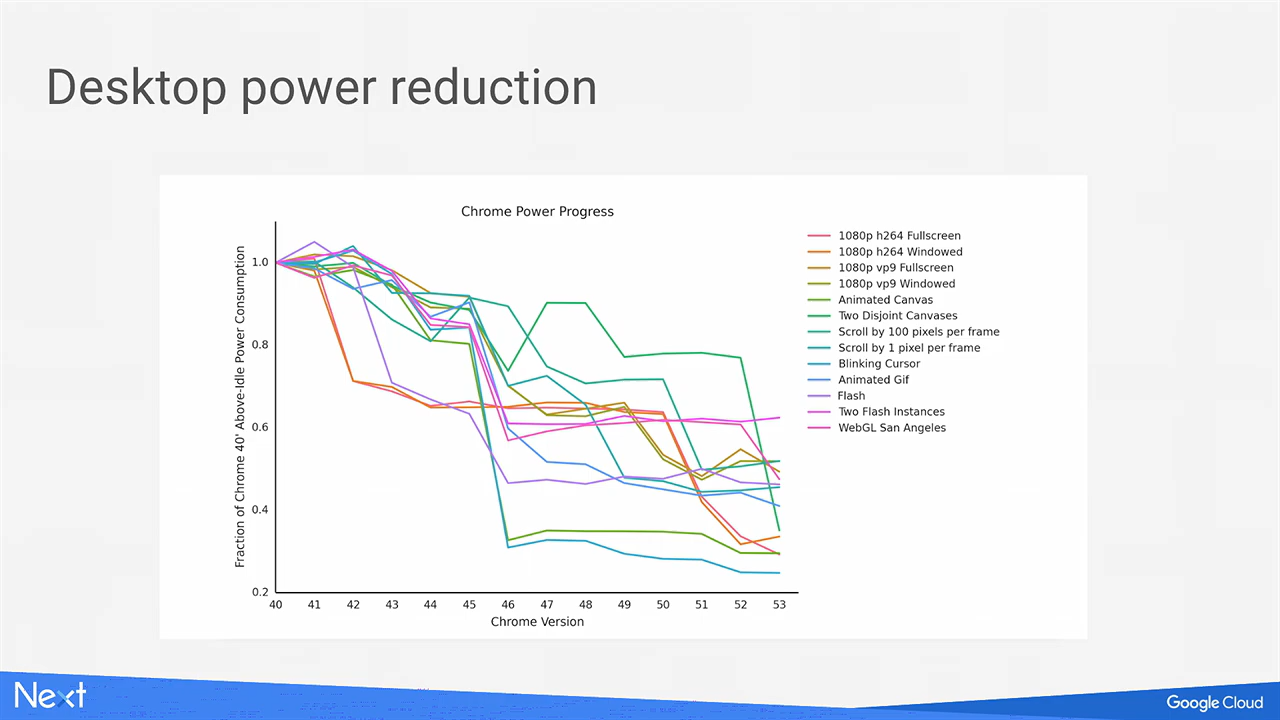 Desktop power reduction
Chrome Power Progress
Fraction of Chrome 40' Above-Idle Power Consumption
1.0
0.8
0.6
0.4
0.2
40 41 42 43 44 45 46 47 48 49 50 51 52 53
Chrome Version
1080p h264 Fullscreen
1080p h264 Windowed
1080p vp9 Fullscreen
1080p vp9 Windowed
Animated Canvas
Two Disjoint Canvases
Scroll by 100 pixels per frame
Scroll by 1 pixel per frame
Blinking Cursor
Animated Gif
Flash
Two Flash Instances
WebGL San Angeles
Next
Google Cloud